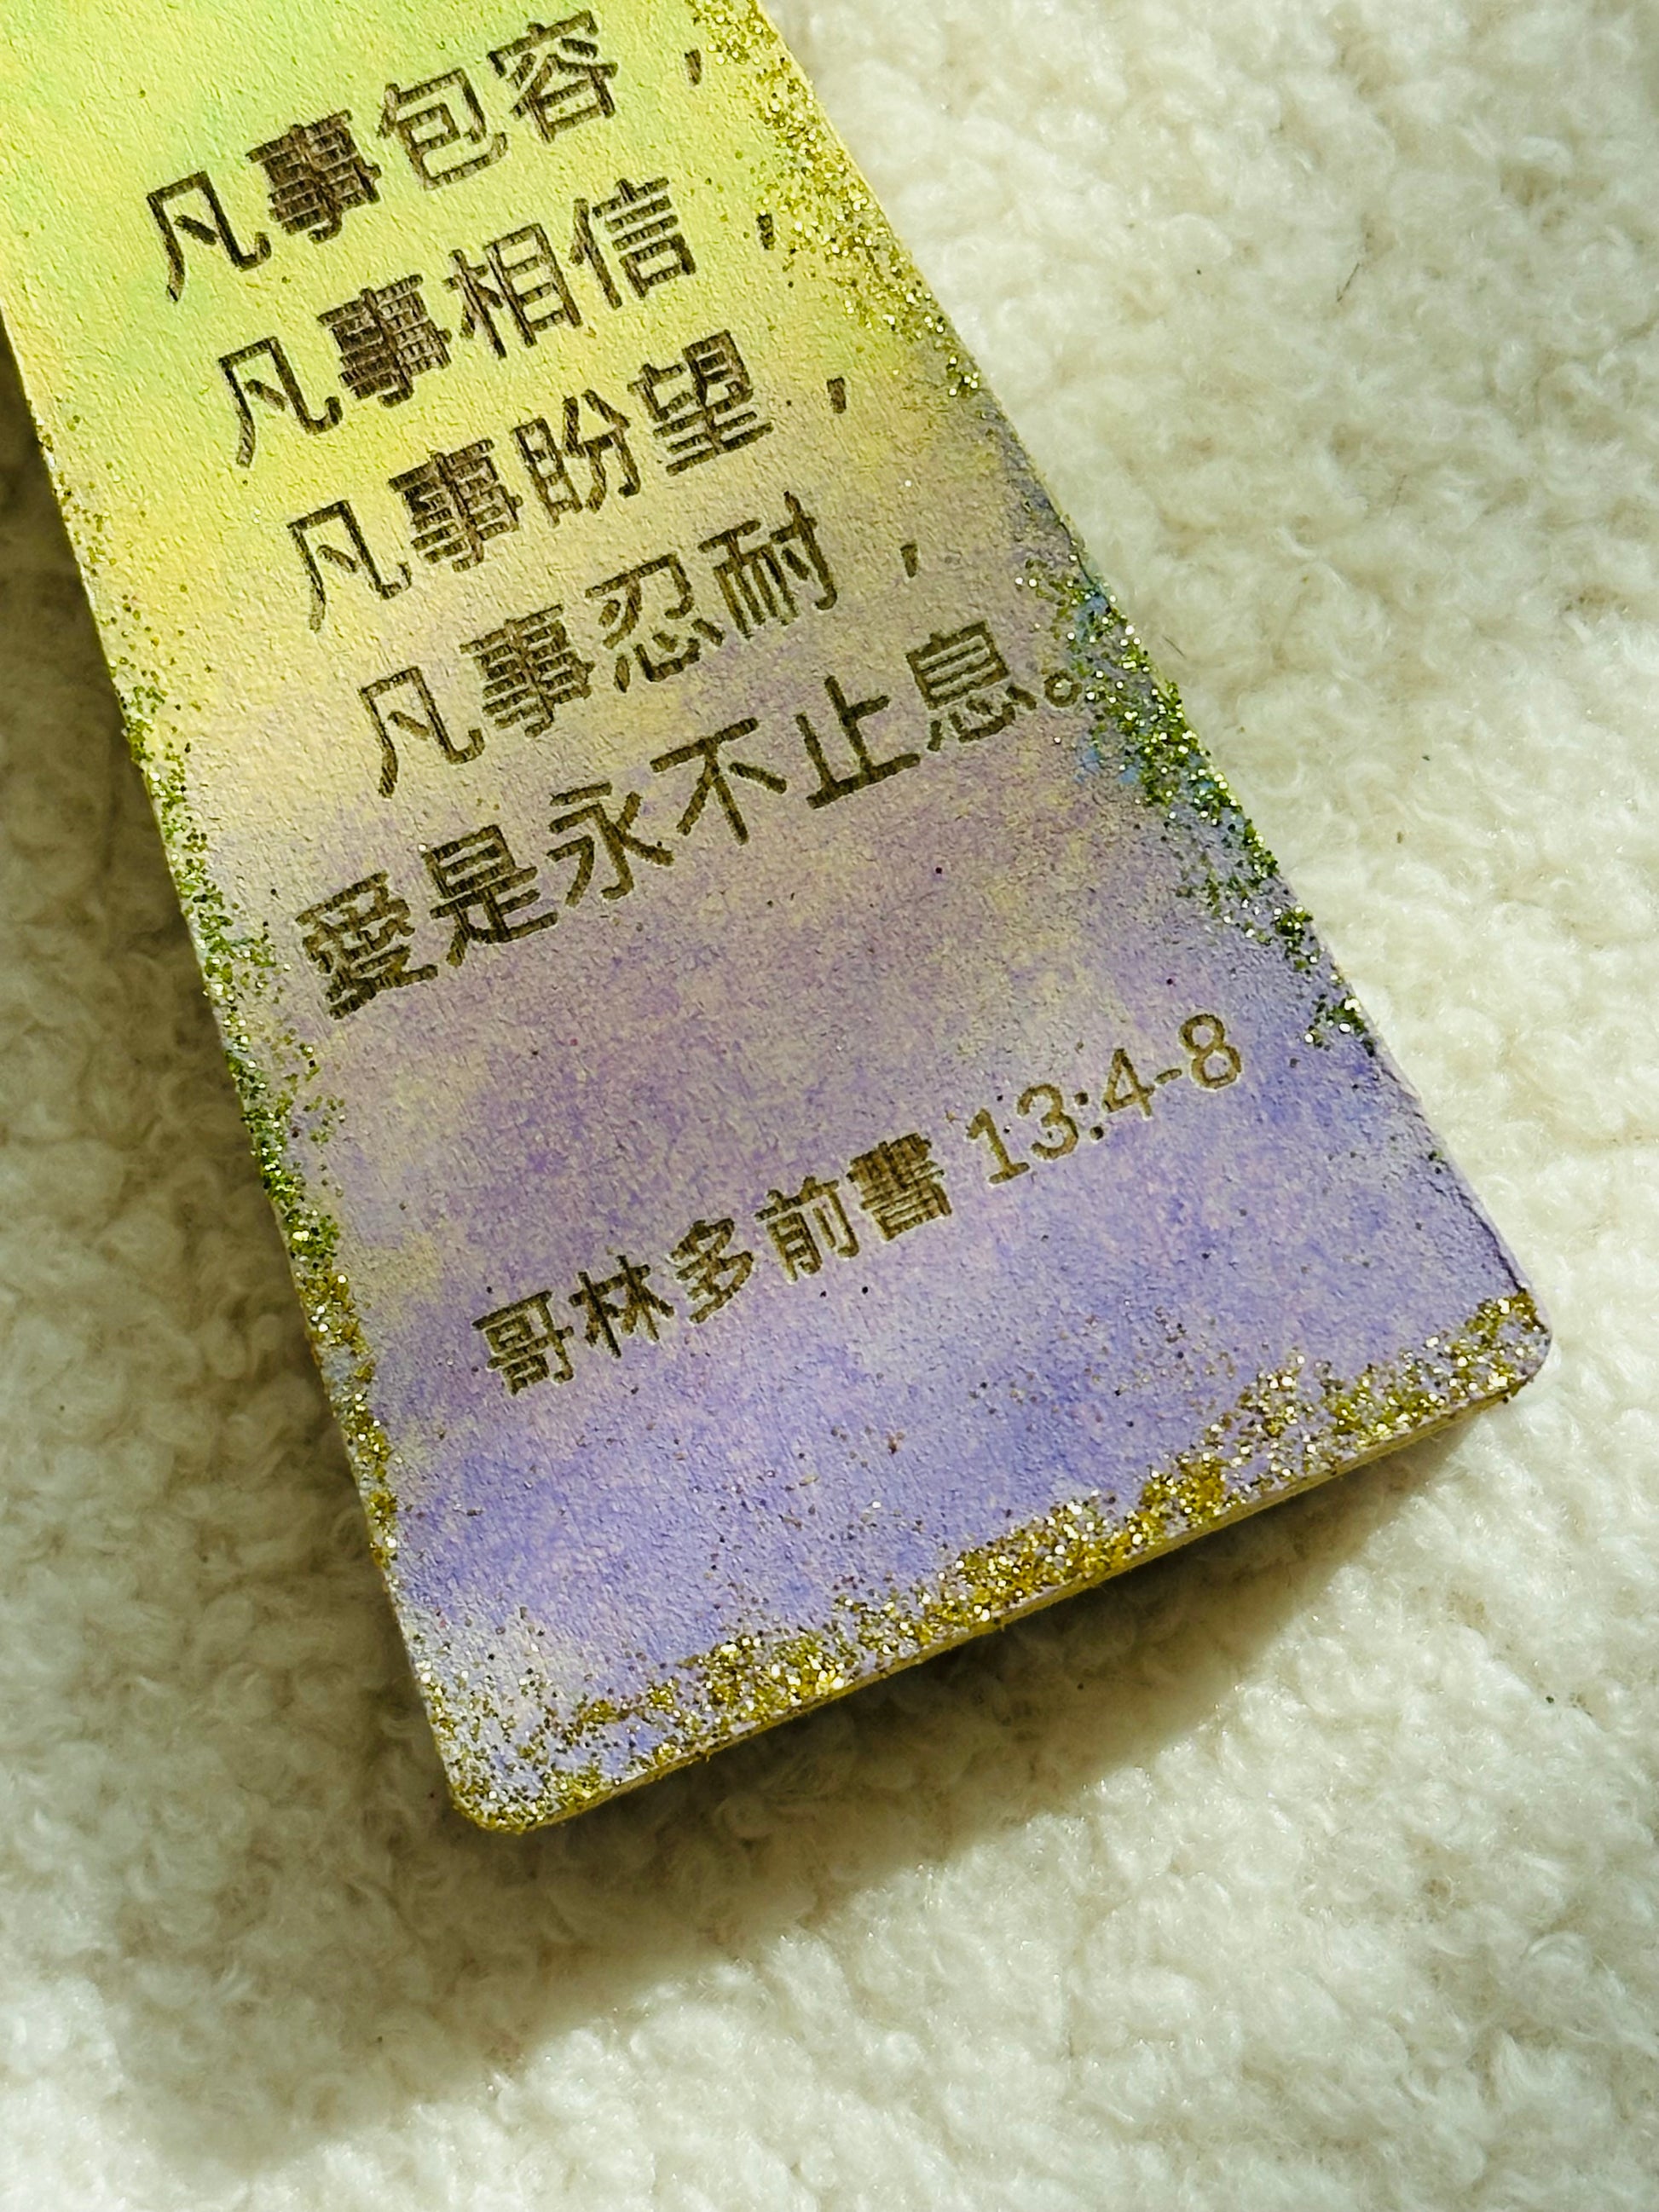 凡事包容，
凡事相信，
凡事盼望，
凡事忍耐，
愛是永不止息。
哥林多前書 13:4-8